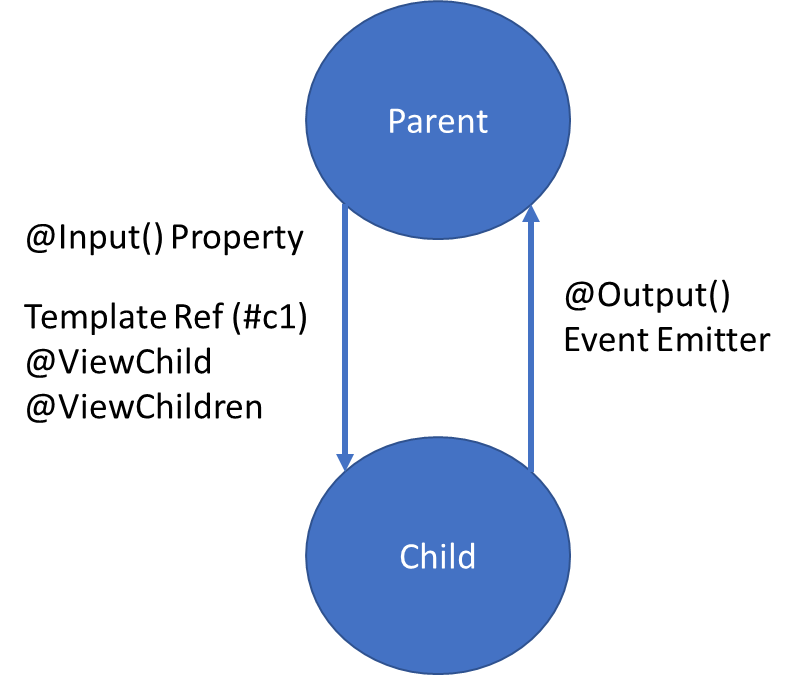 Parent
@Input() Property
Template Ref (#c1)
@ViewChild
@ViewChildren
@Output()
Event Emitter
Child